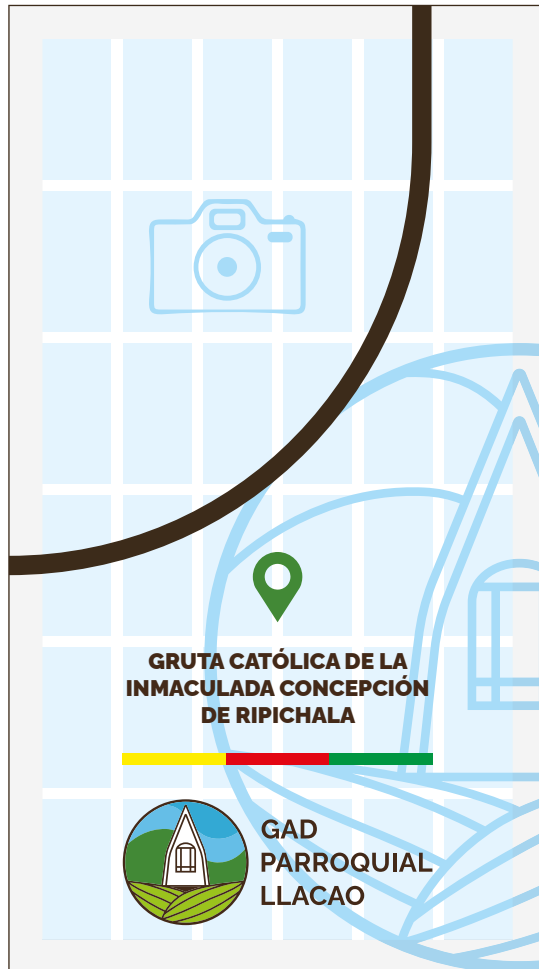 GRUTA CATÓLICA DE LA
INMACULADA CONCEPCIÓN
DE RIPICHALA
GAD
PARROQUIAL
LLACAO